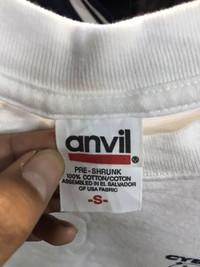 anvil
®
PRE-SHRUNK
100% COTTON/COTON
ASSEMBLED IN EL SALVADOR
OF USA FABRIC
-S-